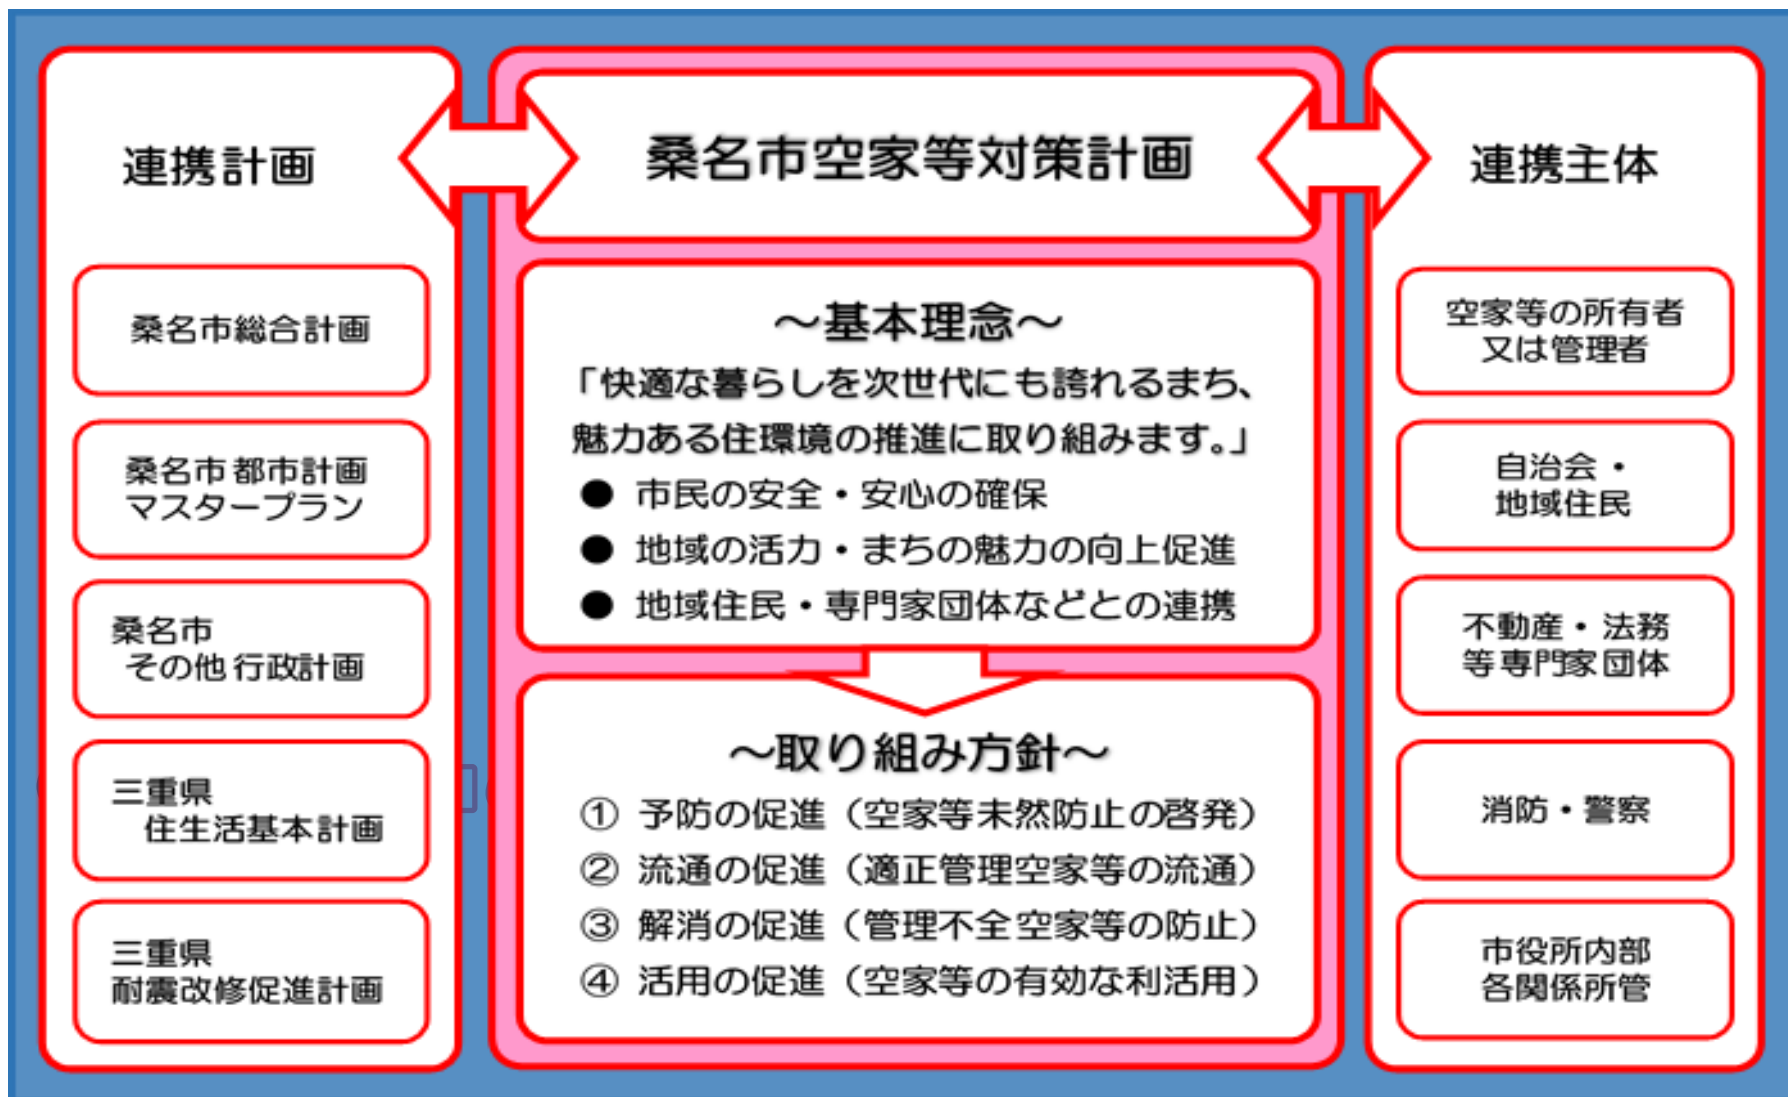 連携計画
桑名市総合計画
桑名市都市計画
マスタープラン
桑名市
その他行政計画
三重県
住生活基本計画
三重県
耐震改修促進計画
桑名市空家等対策計画
～基本理念～
「快適な暮らしを次世代にも誇れるまち、
魅力ある住環境の推進に取り組みます。」
● 市民の安全・安心の確保
● 地域の活力・まちの魅力の向上促進
● 地域住民・専門家団体などとの連携
～取り組み方針～
① 予防の促進（空家等未然防止の啓発）
② 流通の促進（適正管理空家等の流通）
③ 解消の促進（管理不全空家等の防止）
④ 活用の促進（空家等の有効な利活用）
連携主体
空家等の所有者
又は管理者
自治会・
地域住民
不動産・法務
等専門家団体
消防・警察
市役所内部
各関係所管